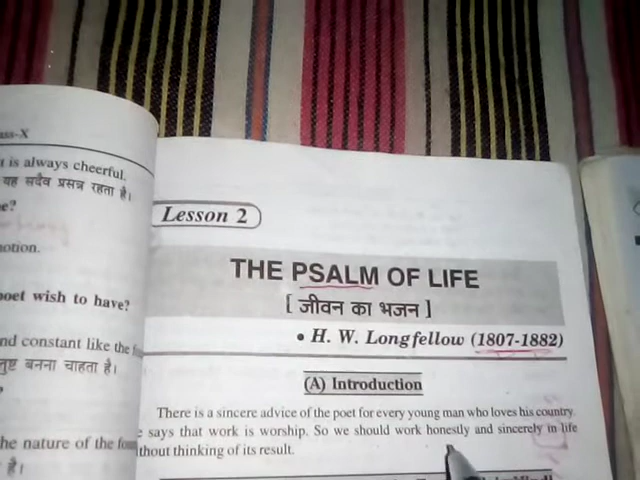 ass-X
t is always cheerful.
यह सदैव प्रसन्न रहता है।
e?
otion.
poet wish to have?
nd constant like the
तुष्ट बनना चाहता है।
he nature of the foun
है।
Lesson 2
THE PSALM OF LIFE
[ जीवन का भजन ]
• H. W. Longfellow (1807-1882)
(A) Introduction
There is a sincere advice of the poet for every young man who loves his country.
e says that work is worship. So we should work honestly and sincerely in life
thout thinking of its result.